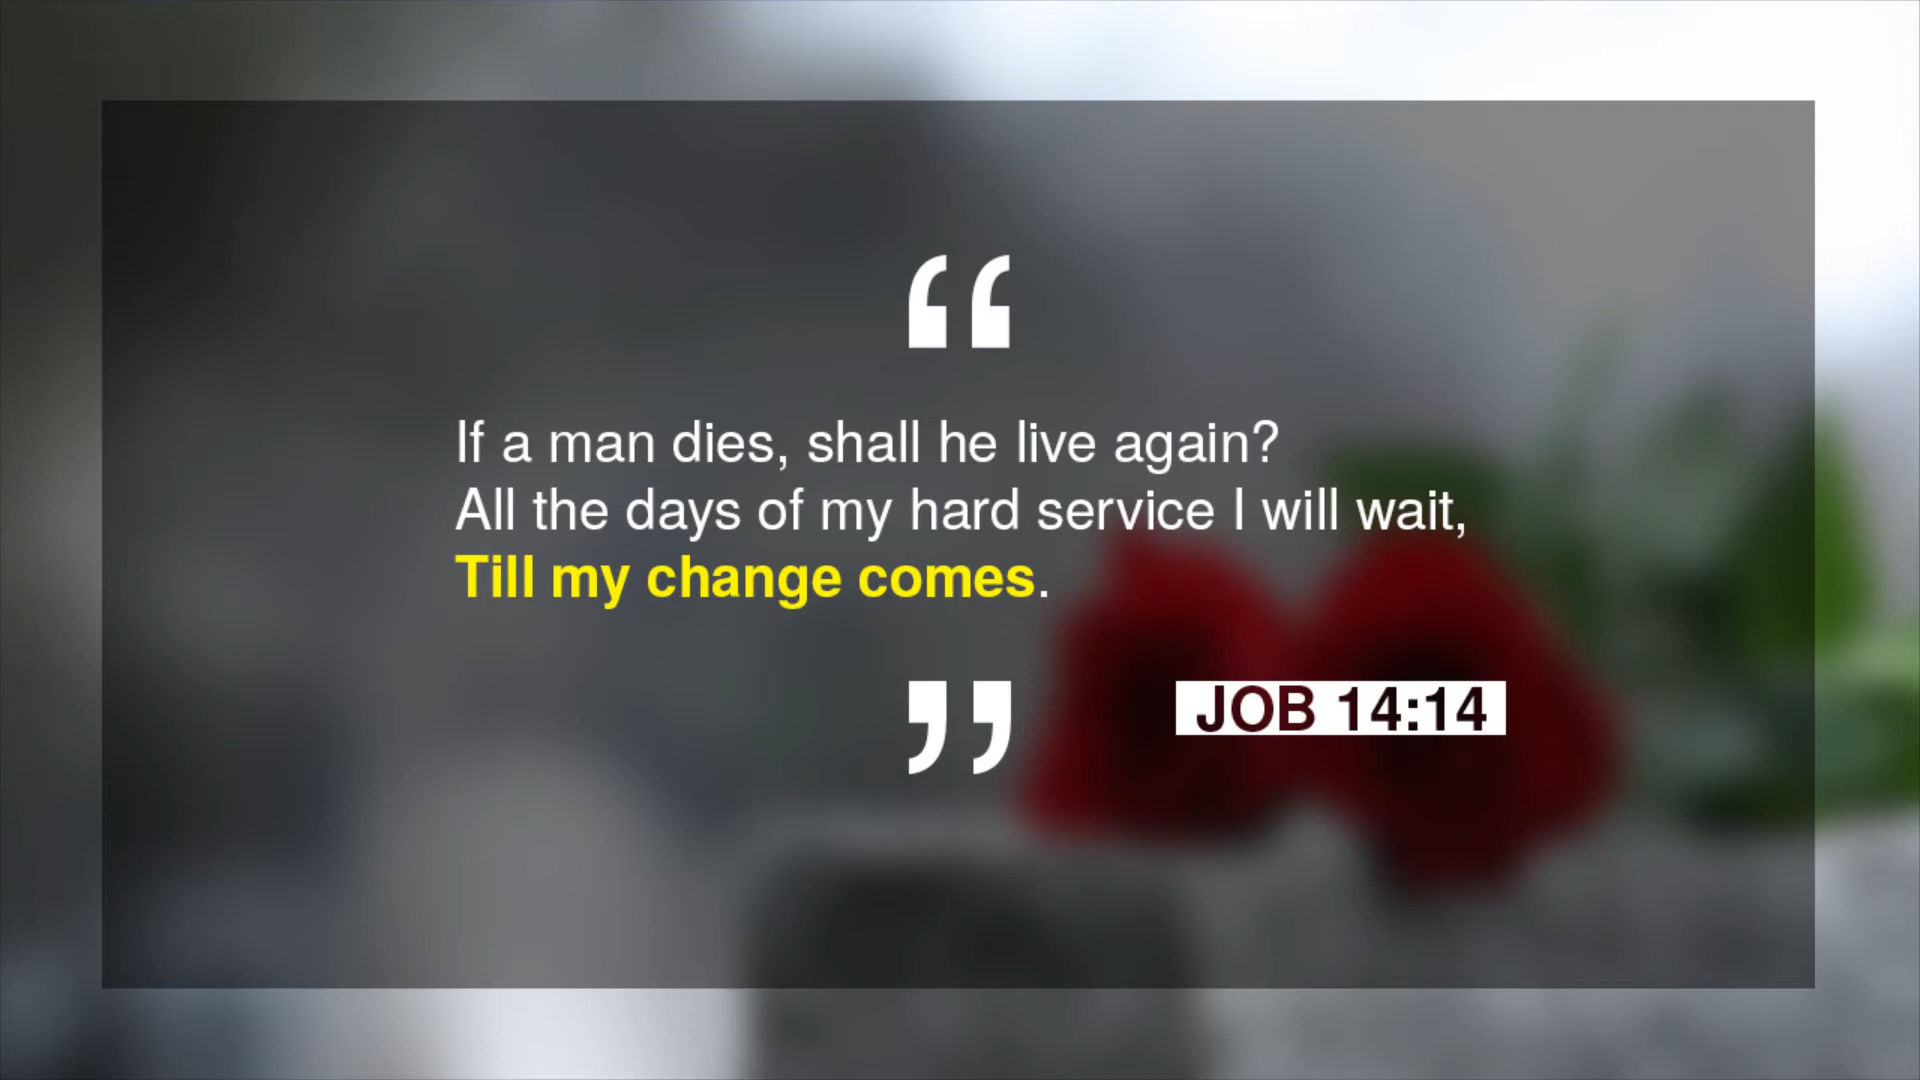 “
If a man dies, shall he live again?
All the days of my hard service I will wait,
Till my change comes.
”
JOB 14:14